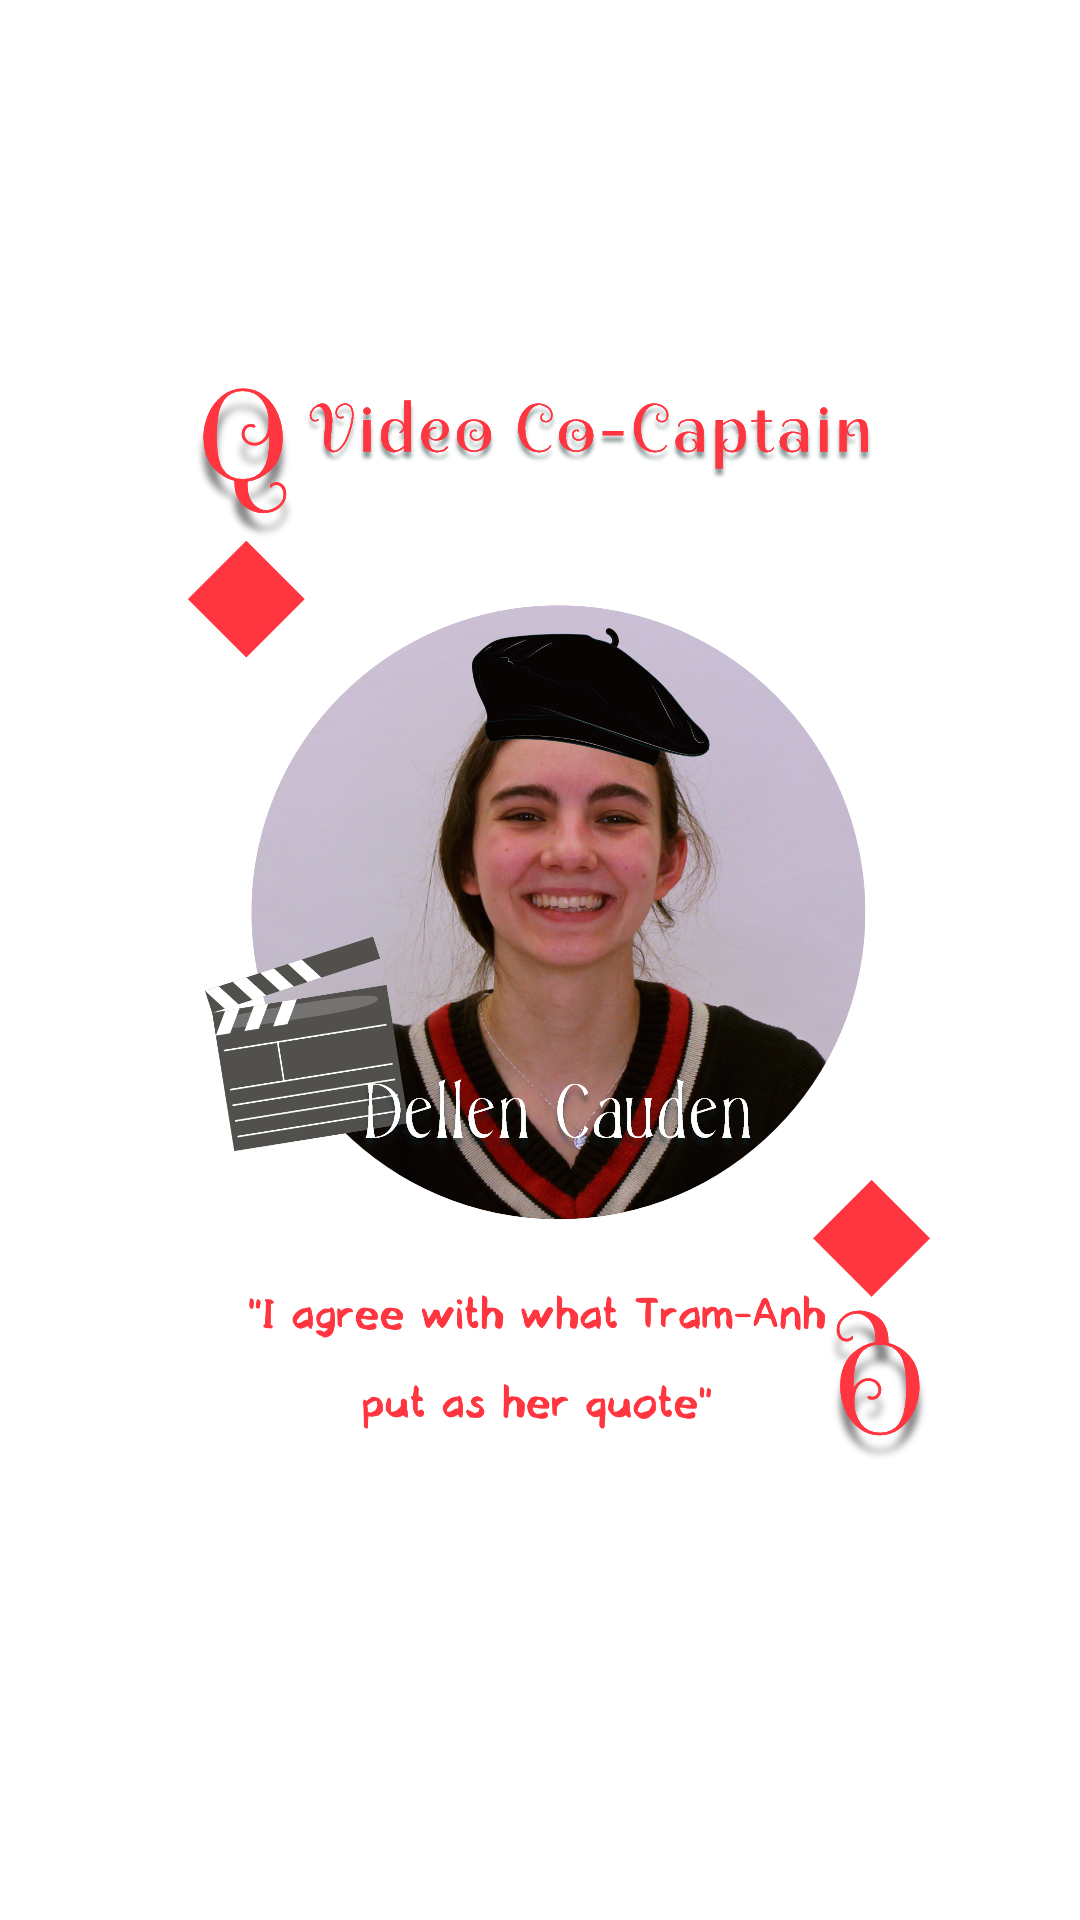 Q Video Co-Captain
Dellen Cauden
"I agree with what Tram-Anh
put as her quote"
Q